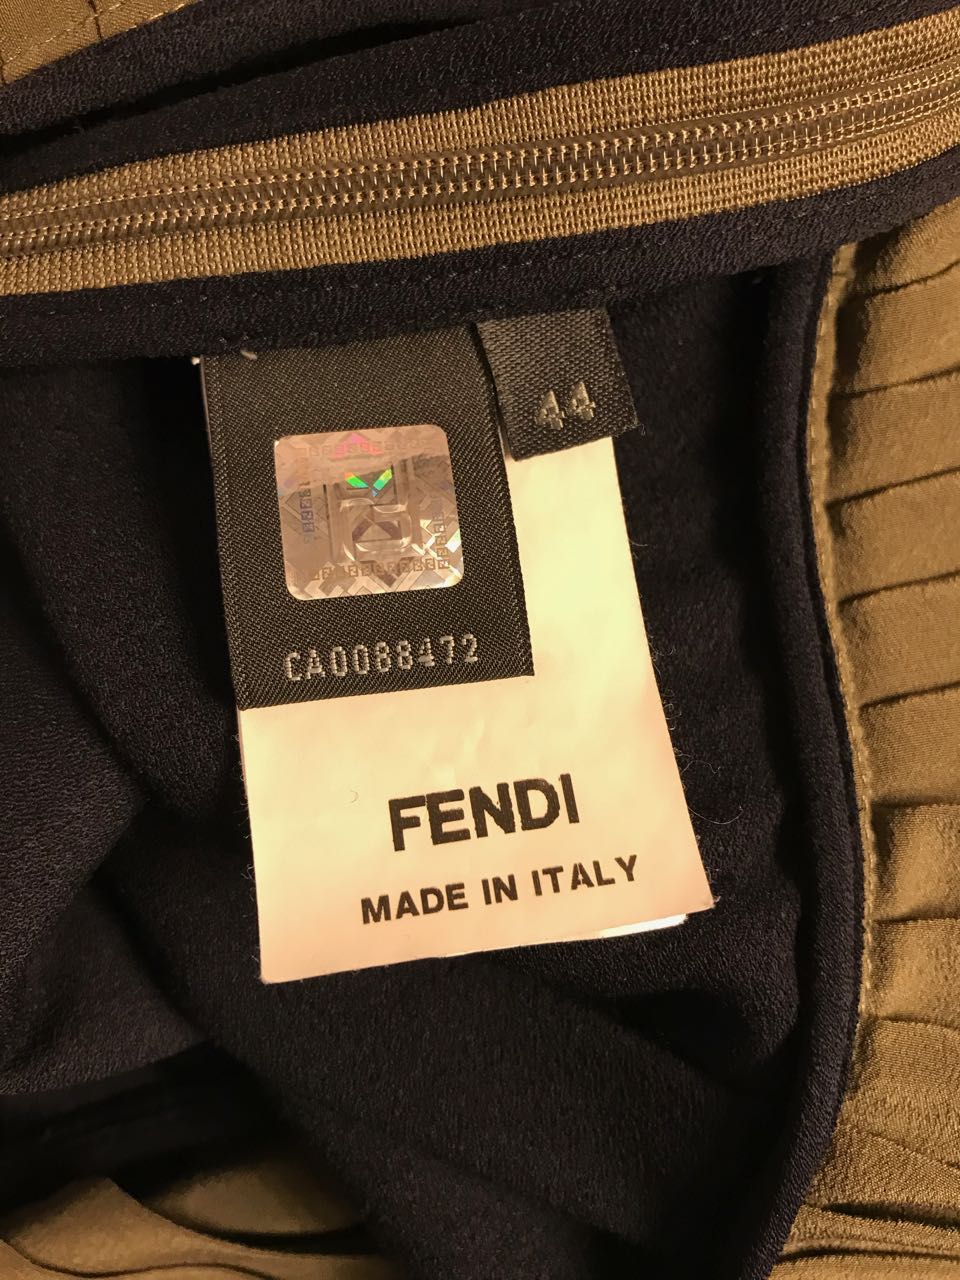 44
CA0088472
FENDI
MADE IN ITALY